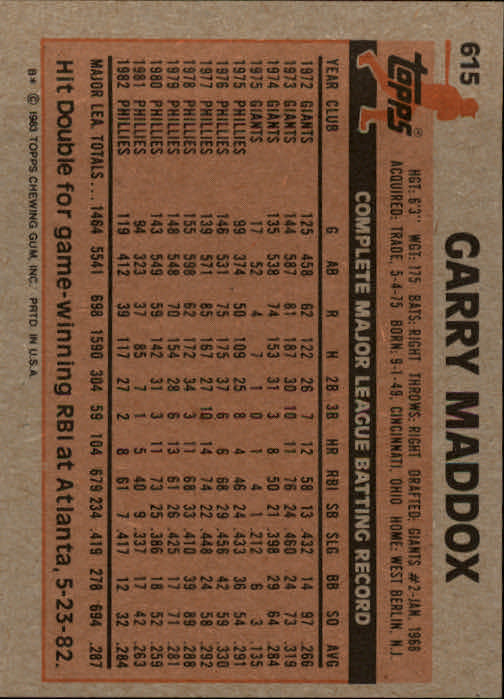 615
topps®
GARRY MADDOX
HGT: 6'3" WGT: 175 BATS: RIGHT THROWS: RIGHT DRAFTED: GIANTS #2-JAN. 1968
ACQUIRED: TRADE, 5-4-75 BORN: 9-1-49, CINCINNATI, OHIO HOME: WEST BERLIN, N.J.
COMPLETE MAJOR LEAGUE BATTING RECORD
YEAR CLUB G AB R H 2B 3B HR RBI SB SLG BB SO AVG
1972 GIANTS 125 458 62 122 26 7 12 58 13 .432 14 97 .266
1973 GIANTS 144 587 81 187 30 10 11 76 24 .460 24 73 .319
1974 GIANTS 135 538 74 153 31 3 8 50 21 .398 29 64 .284
1975 GIANTS 17 52 4 7 1 0 1 4 1 .212 6 3 .135
1975 PHILLIES 99 374 50 109 25 8 4 46 24 .433 36 54 .291
1976 PHILLIES 146 531 75 175 37 6 6 68 29 .456 42 59 .330
1977 PHILLIES 139 571 85 167 27 10 14 74 22 .448 24 58 .292
1978 PHILLIES 155 598 62 172 34 3 11 68 33 .410 39 89 .288
1979 PHILLIES 148 548 70 154 28 6 13 61 26 .425 17 71 .281
1980 PHILLIES 143 549 59 142 31 3 11 73 25 .386 18 52 .259
1981 PHILLIES 94 323 37 85 7 1 5 40 9 .337 17 42 .263
1982 PHILLIES 119 412 39 117 27 2 8 61 7 .417 12 32 .284
MAJOR LEA. TOTALS... 1464 5541 698 1590 304 59 104 679 234 .419 278 694 .287
Hit Double for game-winning RBI at Atlanta, 5-23-82.
B* © 1983 TOPPS CHEWING GUM, INC. PRTD. IN U.S.A.